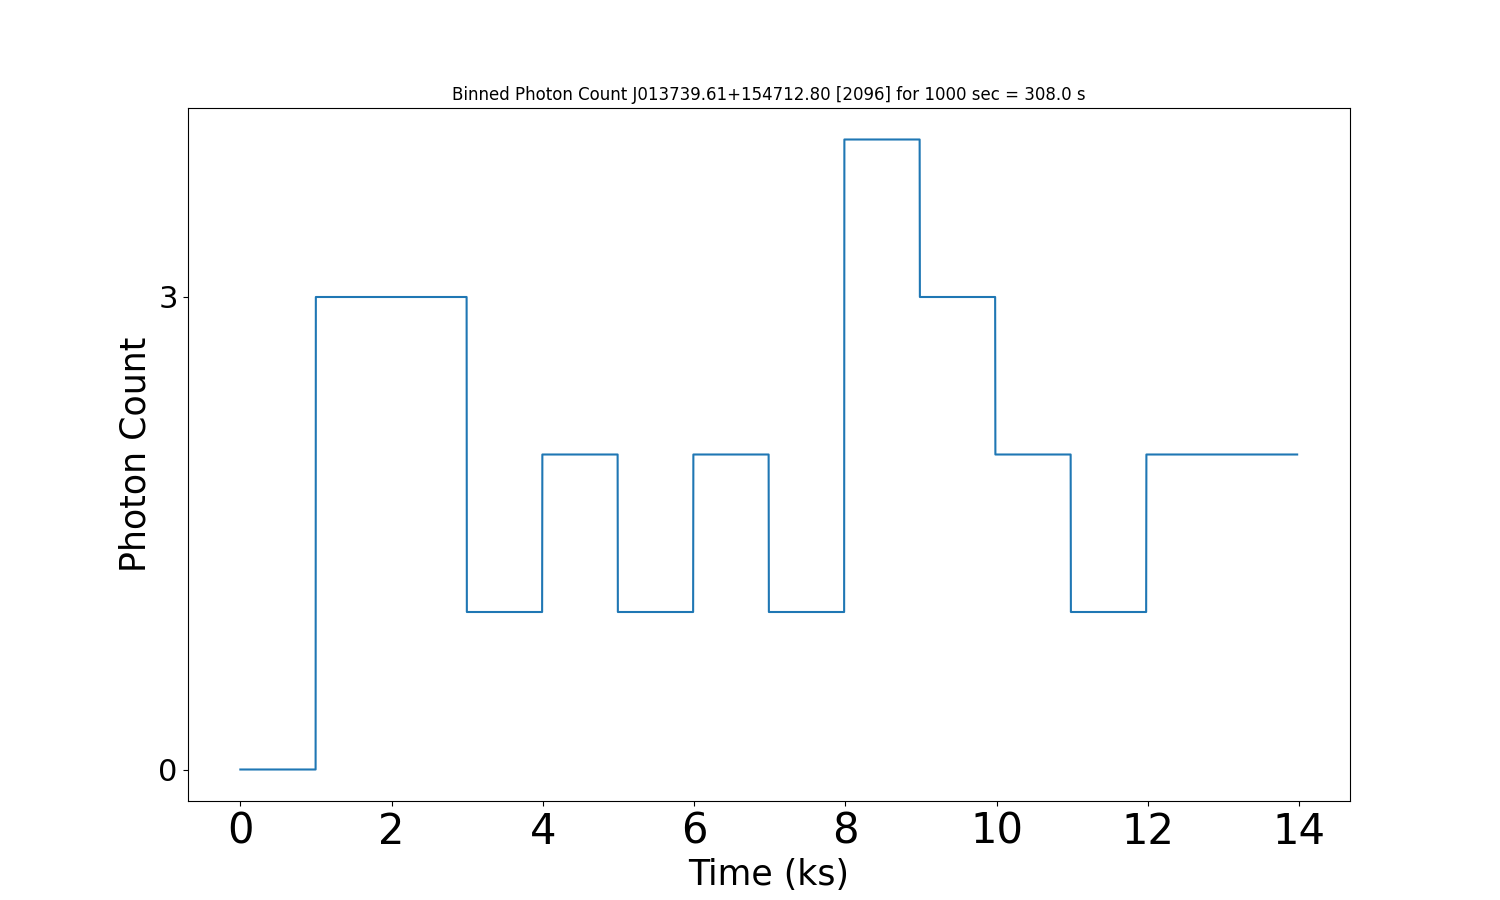 Binned Photon Count J013739.61+154712.80 [2096] for 1000 sec = 308.0 s
Photon Count
3
0
0 2 4 6 8 10 12 14
Time (ks)